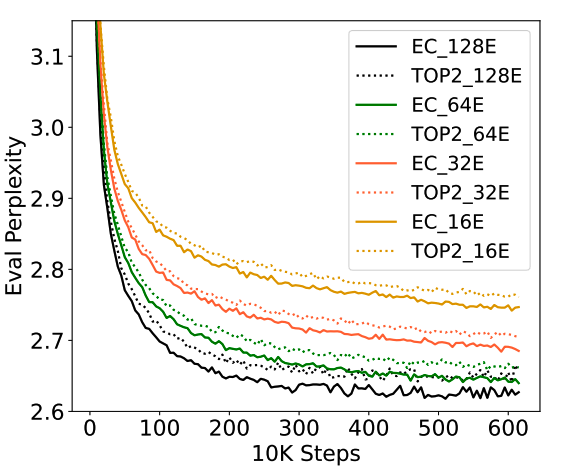 EC_128E
TOP2_128E
EC_64E
TOP2_64E
EC_32E
TOP2_32E
EC_16E
TOP2_16E
Eval Perplexity
3.1
3.0
2.9
2.8
2.7
2.6
0 100 200 300 400 500 600
10K Steps